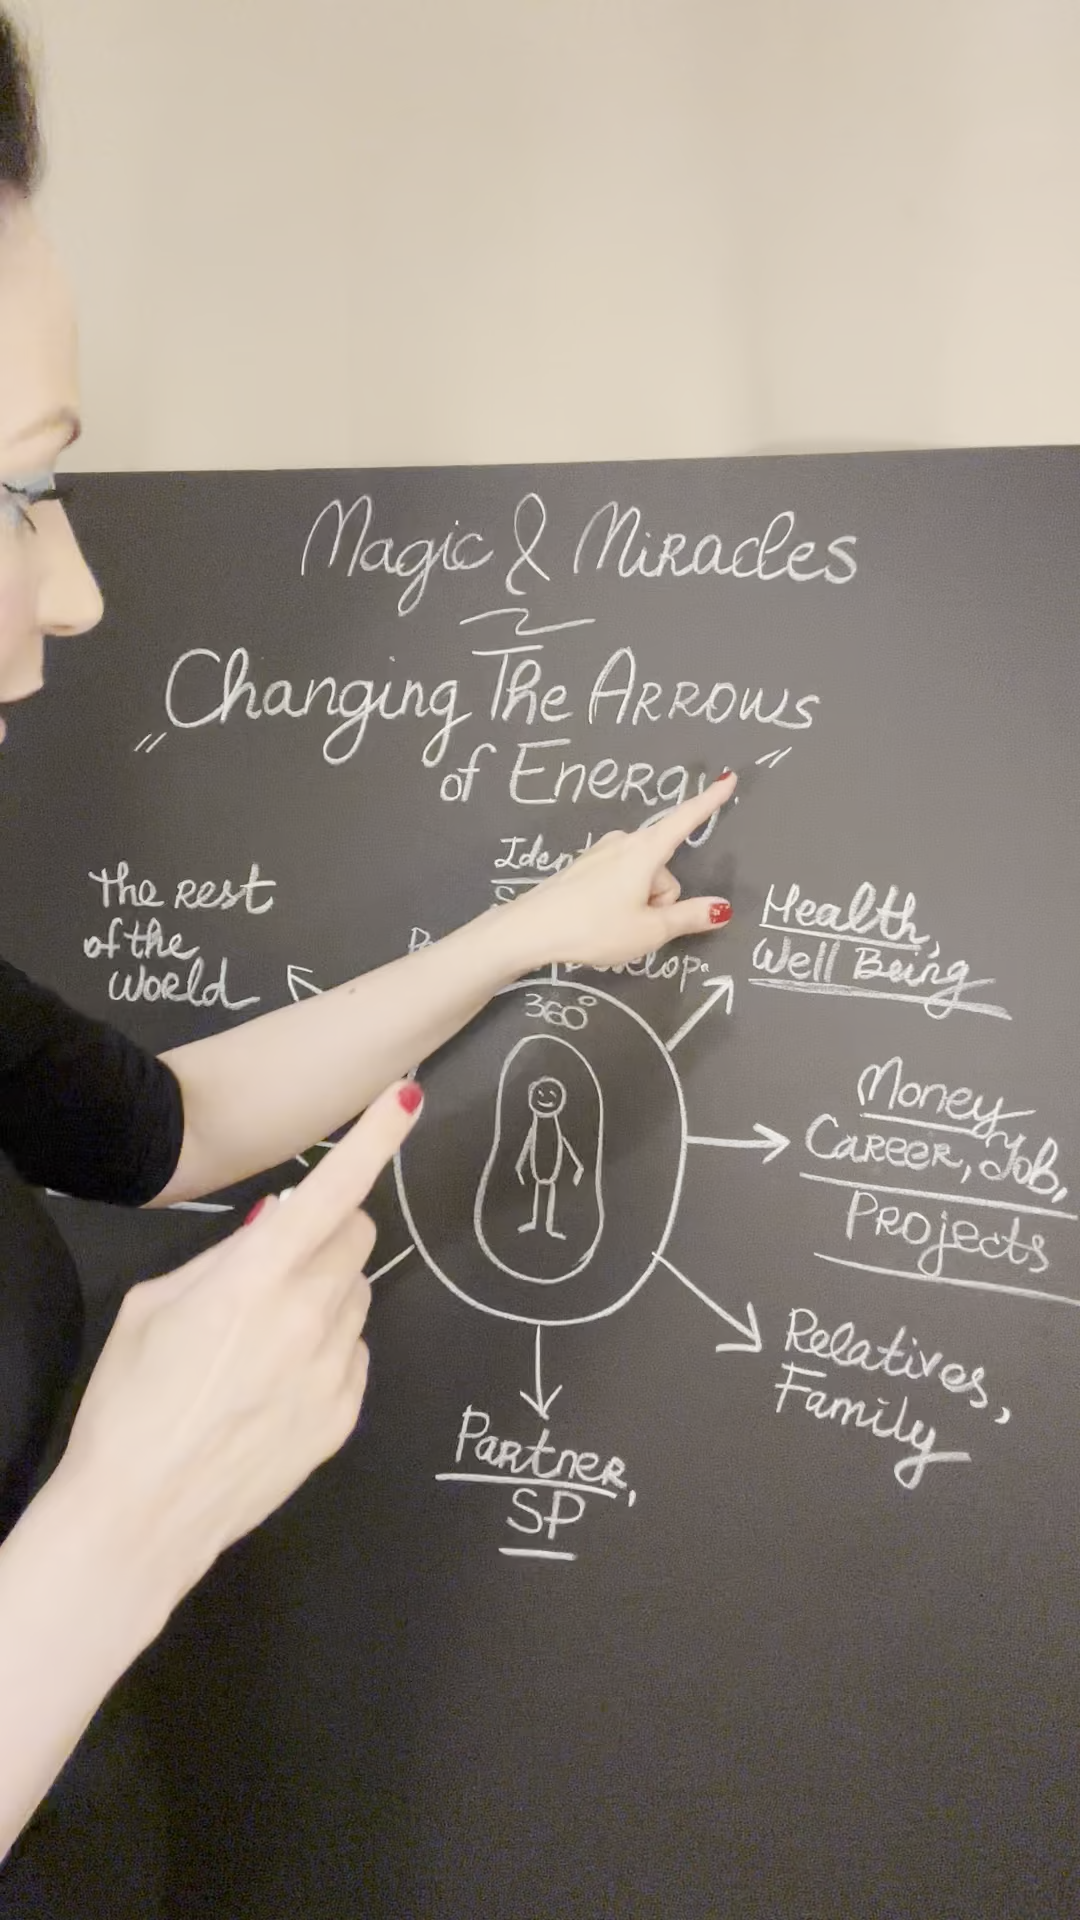 Magic & Miracles
"Changing The Arrows
of Energy."
The rest
of the
world
360°
Health,
Well Being
Money
Career, Job,
Projects
Relatives,
Family
Partner,
SP